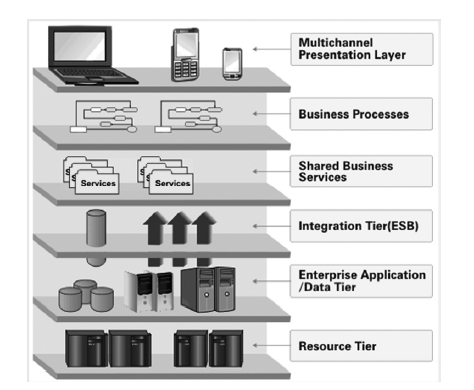 Multichannel
Presentation Layer
Business Processes
Shared Business
Services
Services
Services
Integration Tier(ESB)
Enterprise Application
/Data Tier
Resource Tier